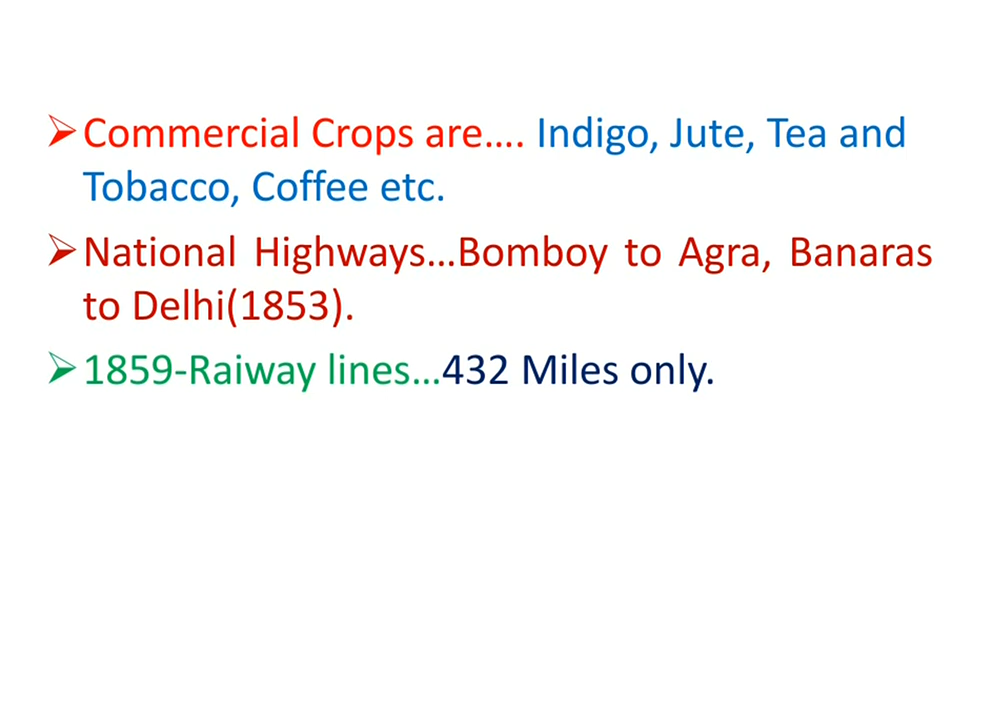 ➢Commercial Crops are.... Indigo, Jute, Tea and
Tobacco, Coffee etc.
➢National Highways...Bomboy to Agra, Banaras
to Delhi(1853).
➢1859-Raiway lines...432 Miles only.